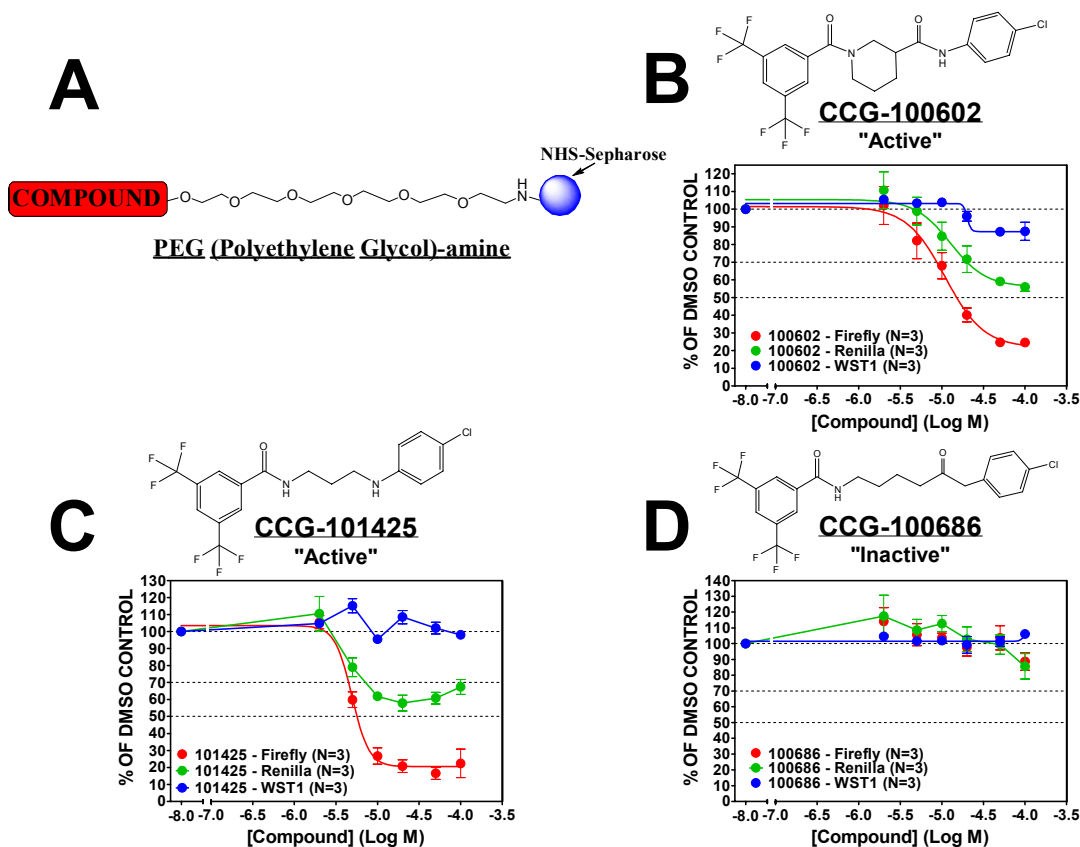 A
NHS-Sepharose
COMPOUND
O
O
O
O
O
O
H
N
PEG (Polyethylene Glycol)-amine
B
F
F
F
O
N
O
N
H
Cl
F
F
F
CCG-100602
"Active"
% OF DMSO CONTROL
120
110
100
90
80
70
60
50
40
30
20
10
0
100602 - Firefly (N=3)
100602 - Renilla (N=3)
100602 - WST1 (N=3)
-8.0 -7.0 -6.5 -6.0 -5.5 -5.0 -4.5 -4.0 -3.5
[Compound] (Log M)
C
F
F
F
O
N
H
N
H
Cl
F
F
F
CCG-101425
"Active"
% OF DMSO CONTROL
130
120
110
100
90
80
70
60
50
40
30
20
10
0
101425 - Firefly (N=3)
101425 - Renilla (N=3)
101425 - WST1 (N=3)
-8.0 -7.0 -6.5 -6.0 -5.5 -5.0 -4.5 -4.0 -3.5
[Compound] (Log M)
D
F
F
F
O
N
H
O
Cl
F
F
F
CCG-100686
"Inactive"
% OF DMSO CONTROL
140
130
120
110
100
90
80
70
60
50
40
30
20
10
0
100686 - Firefly (N=3)
100686 - Renilla (N=3)
100686 - WST1 (N=3)
-8.0 -7.0 -6.5 -6.0 -5.5 -5.0 -4.5 -4.0 -3.5
[Compound] (Log M)